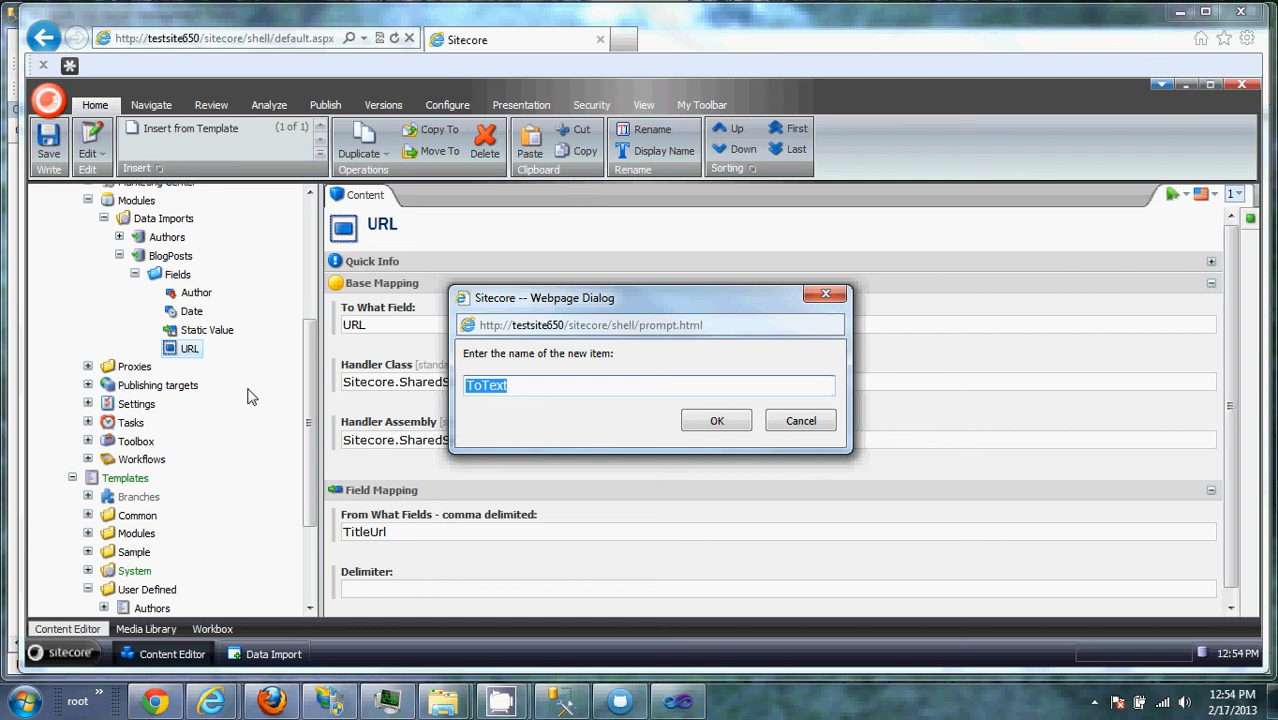 http://testsite650/sitecore/shell/default.aspx
Sitecore
Home
Navigate
Review
Analyze
Publish
Versions
Configure
Presentation
Security
View
My Toolbar
Save
Write
Edit
Edit
Insert from Template
(1 of 1)
Insert
Duplicate
Copy To
Move To
Delete
Operations
Paste
Cut
Copy
Clipboard
Rename
Display Name
Rename
Up
Down
First
Last
Sorting
Marketing Center
Modules
Data Imports
Authors
BlogPosts
Fields
Author
Date
Static Value
URL
Proxies
Publishing targets
Settings
Tasks
Toolbox
Workflows
Templates
Branches
Common
Modules
Sample
System
User Defined
Authors
Content
1
URL
Quick Info
Base Mapping
To What Field:
URL
Handler Class
Handler Assembly
Field Mapping
From What Fields - comma delimited:
TitleUrl
Delimiter:
Sitecore -- Webpage Dialog
http://testsite650/sitecore/shell/prompt.html
Enter the name of the new item:
ToText
OK
Cancel
Content Editor
Media Library
Workbox
sitecore
Content Editor
Data Import
12:54 PM
root
12:54 PM
2/17/2013